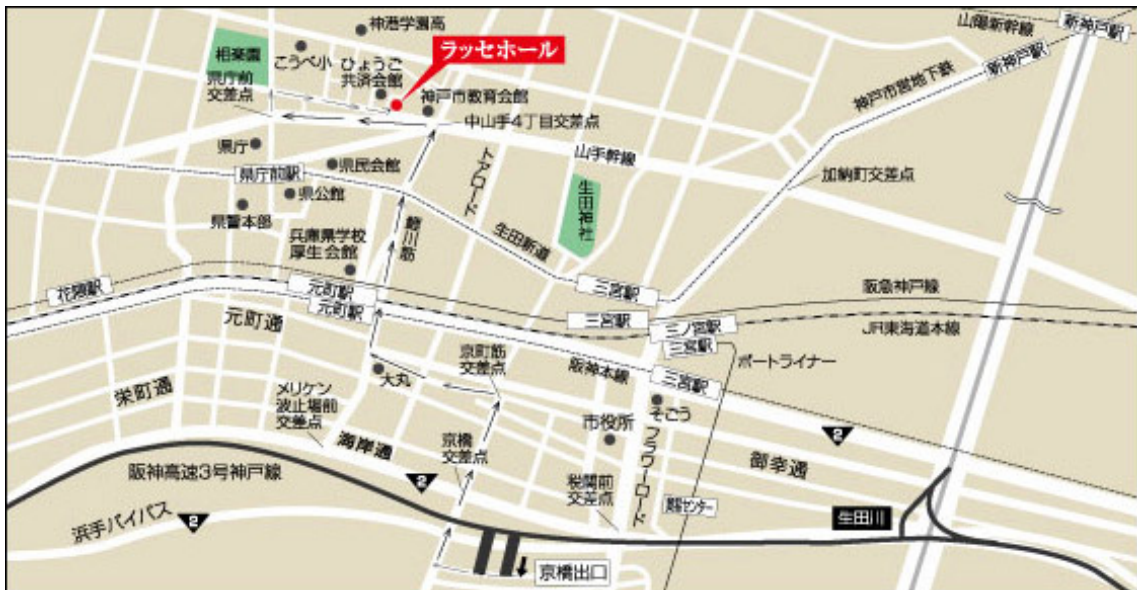 神港学園高
山陽新幹線
新神戸駅
相楽園
こうべ小
ひょうご
共済会館
ラッセホール
新神戸駅
神戸市営地下鉄
県庁前
交差点
神戸市教育会館
中山手4丁目交差点
県庁
県民会館
県庁前駅
県公館
県警本部
トアロード
山手幹線
加納町交差点
生田神社
生田新道
鯉川筋
兵庫県学校
厚生会館
花隈駅
元町駅
元町駅
三宮駅
阪急神戸線
三宮駅
三ノ宮駅
JR東海道本線
三宮駅
ポートライナー
元町通
京町筋
交差点
阪神本線
三宮駅
大丸
栄町通
メリケン
波止場前
交差点
そごう
市役所
2
海岸通
京橋
交差点
フラワーロード
御幸通
阪神高速3号神戸線
2
税関前
交差点
生田川
浜手バイパス
2
京橋出口